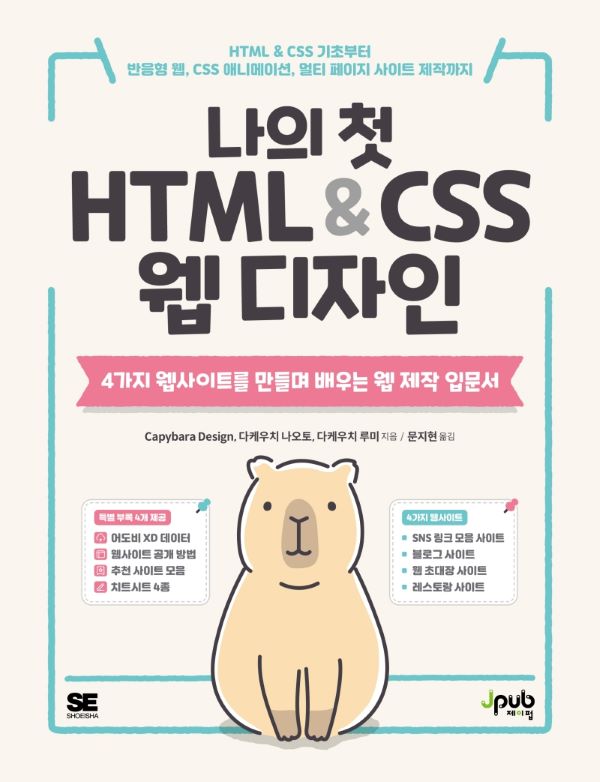 HTML & CSS 기초부터
반응형 웹, CSS 애니메이션, 멀티 페이지 사이트 제작까지
나의 첫
HTML & CSS
웹 디자인
4가지 웹사이트를 만들며 배우는 웹 제작 입문서
Capybara Design, 다케우치 나오토, 다케우치 루미 지음 / 문지현 옮김
특별 부록 4개 제공
어도비 XD 데이터
웹사이트 공개 방법
추천 사이트 모음
치트시트 4종
4가지 웹사이트
SNS 링크 모음 사이트
블로그 사이트
웹 초대장 사이트
레스토랑 사이트
SE
SHOEISHA
Jpub
제이펍